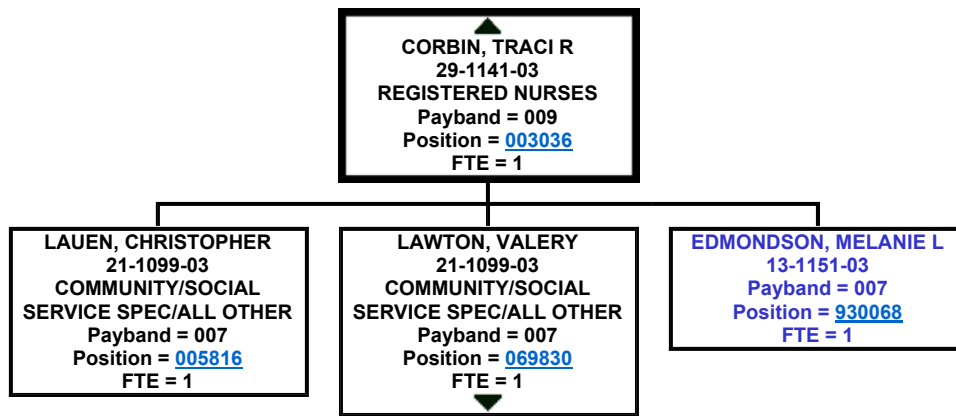 CORBIN, TRACI R
29-1141-03
REGISTERED NURSES
Payband = 009
Position = 003036
FTE = 1
LAUEN, CHRISTOPHER
21-1099-03
COMMUNITY/SOCIAL
SERVICE SPEC/ALL OTHER
Payband = 007
Position = 005816
FTE = 1
LAWTON, VALERY
21-1099-03
COMMUNITY/SOCIAL
SERVICE SPEC/ALL OTHER
Payband = 007
Position = 069830
FTE = 1
EDMONDSON, MELANIE L
13-1151-03
Payband = 007
Position = 930068
FTE = 1